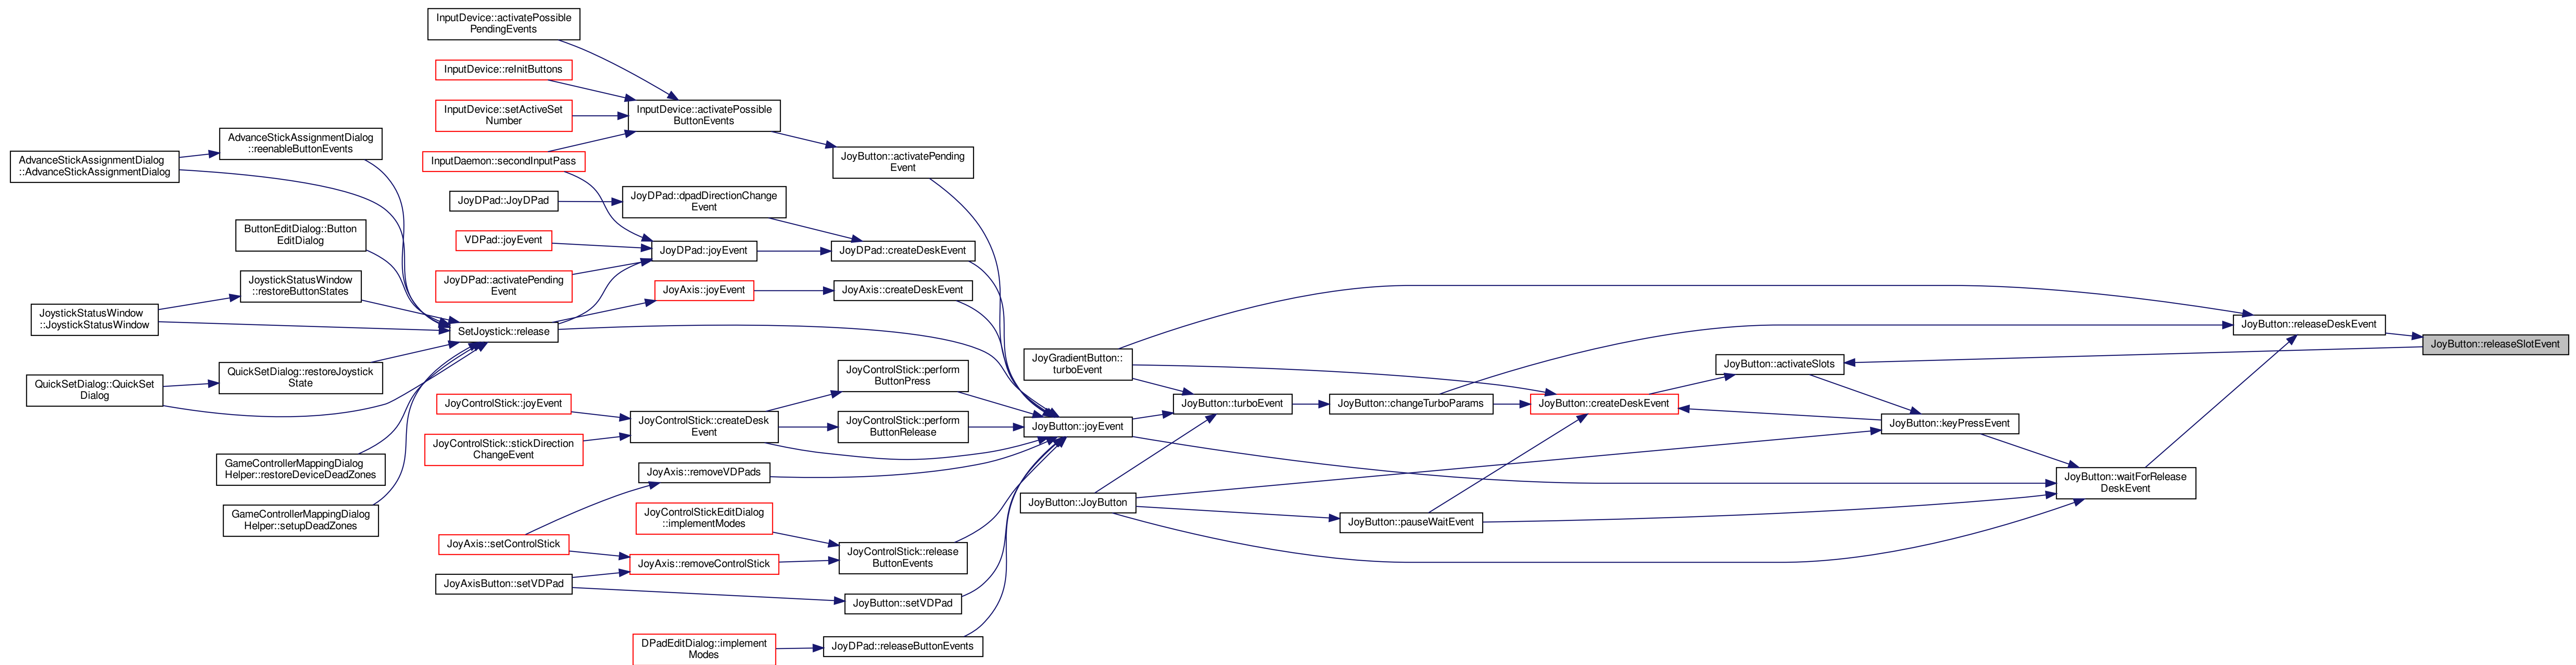 InputDevice::activatePossible
PendingEvents
InputDevice::reInitButtons
InputDevice::setActiveSet
Number
InputDevice::activatePossible
ButtonEvents
AdvanceStickAssignmentDialog
::reenableButtonEvents
AdvanceStickAssignmentDialog
::AdvanceStickAssignmentDialog
InputDaemon::secondInputPass
JoyButton::activatePending
Event
JoyDPad::JoyDPad
JoyDPad::dpadDirectionChange
Event
ButtonEditDialog::Button
EditDialog
VDPad::joyEvent
JoyDPad::joyEvent
JoyDPad::createDeskEvent
JoystickStatusWindow
::restoreButtonStates
JoyDPad::activatePending
Event
JoyAxis::joyEvent
JoyAxis::createDeskEvent
JoystickStatusWindow
::JoystickStatusWindow
SetJoystick::release
JoyButton::releaseDeskEvent
JoyButton::releaseSlotEvent
JoyGradientButton::
turboEvent
JoyButton::activateSlots
QuickSetDialog::restoreJoystick
State
QuickSetDialog::QuickSet
Dialog
JoyControlStick::perform
ButtonPress
JoyControlStick::joyEvent
JoyButton::turboEvent
JoyButton::changeTurboParams
JoyButton::createDeskEvent
JoyControlStick::createDesk
Event
JoyControlStick::perform
ButtonRelease
JoyButton::joyEvent
JoyButton::keyPressEvent
JoyControlStick::stickDirection
ChangeEvent
GameControllerMappingDialog
Helper::restoreDeviceDeadZones
JoyAxis::removeVDPads
JoyButton::waitForRelease
DeskEvent
JoyButton::JoyButton
GameControllerMappingDialog
Helper::setupDeadZones
JoyControlStickEditDialog
::implementModes
JoyButton::pauseWaitEvent
JoyAxis::setControlStick
JoyAxis::removeControlStick
JoyControlStick::release
ButtonEvents
JoyAxisButton::setVDPad
JoyButton::setVDPad
DPadEditDialog::implement
Modes
JoyDPad::releaseButtonEvents